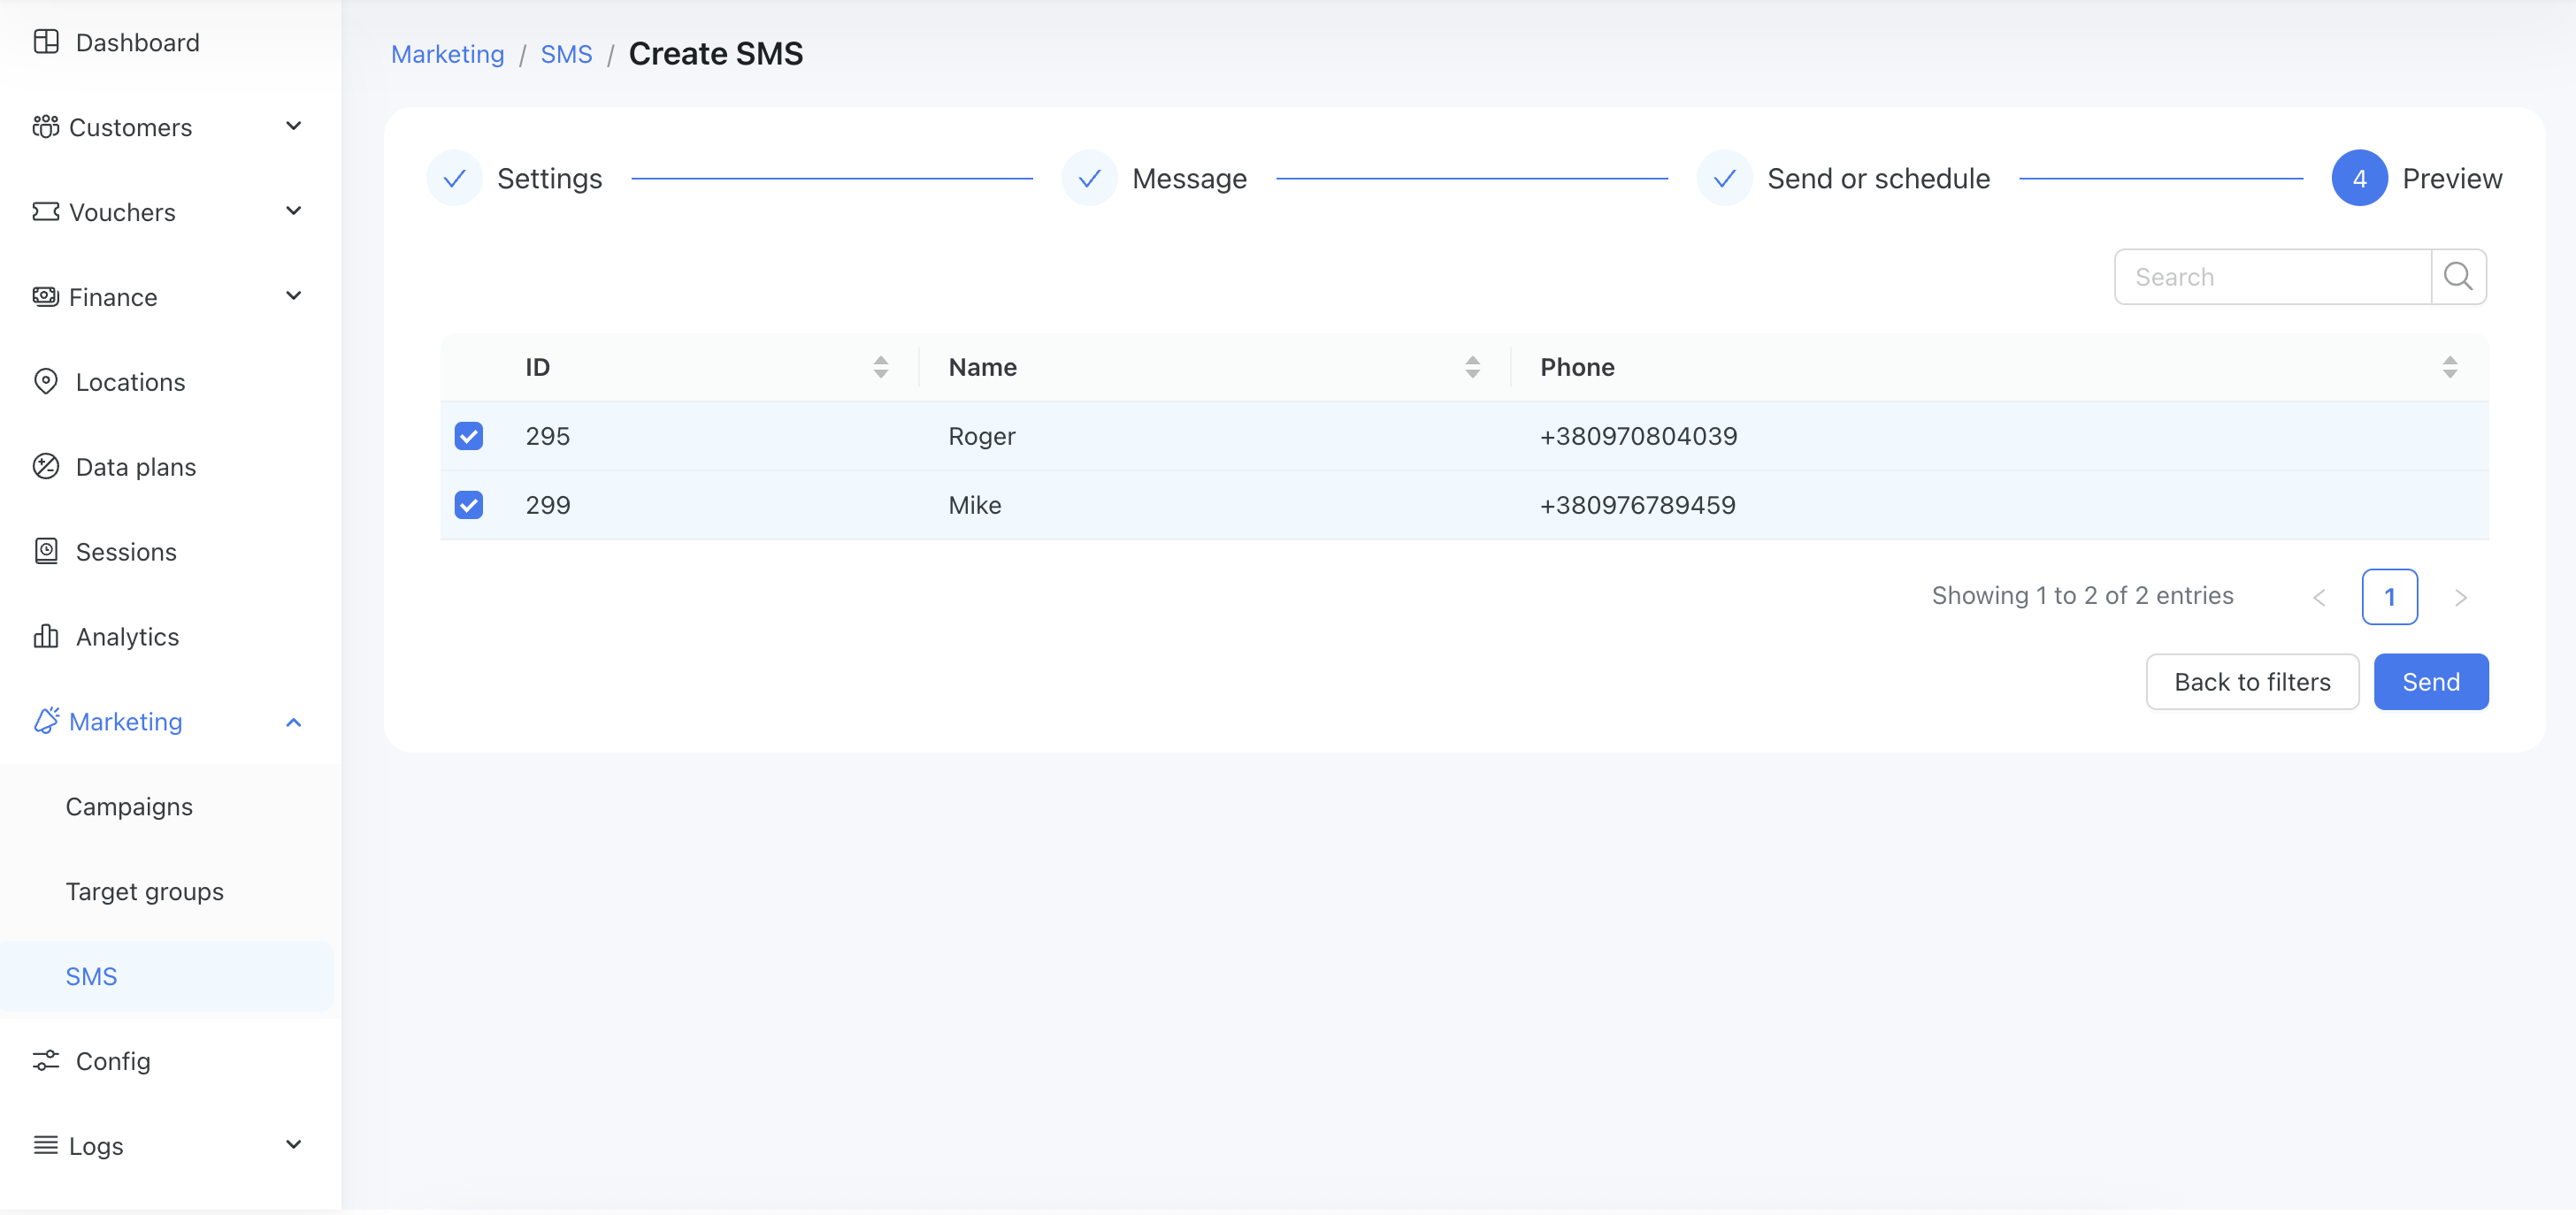 Dashboard
Customers
Vouchers
Finance
Locations
Data plans
Sessions
Analytics
Marketing
Campaigns
Target groups
SMS
Config
Logs
Marketing / SMS / Create SMS
Settings Message Send or schedule 4 Preview
Search
ID Name Phone
295 Roger +380970804039
299 Mike +380976789459
Showing 1 to 2 of 2 entries < 1 >
Back to filters Send